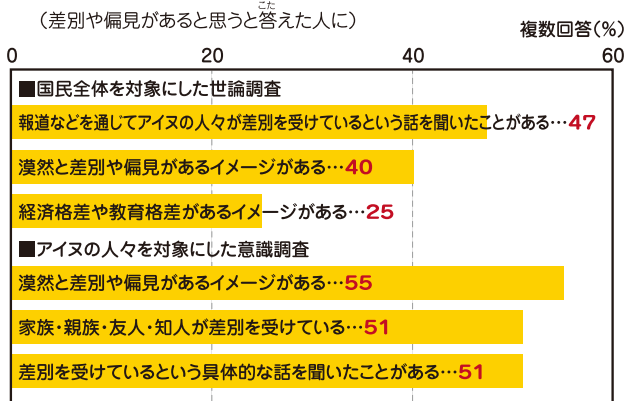 （差別や偏見があると思うと答えた人に）
こた
複数回答(％)
0 20 40 60
■国民全体を対象にした世論調査
報道などを通じてアイヌの人々が差別を受けているという話を聞いたことがある…47
漠然と差別や偏見があるイメージがある…40
経済格差や教育格差があるイメージがある…25
■アイヌの人々を対象にした意識調査
漠然と差別や偏見があるイメージがある…55
家族・親族・友人・知人が差別を受けている…51
差別を受けているという具体的な話を聞いたことがある…51